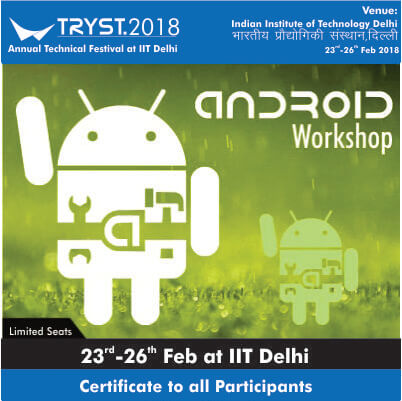 TRYST.2018
Annual Technical Festival at IIT Delhi
Venue:
Indian Institute of Technology Delhi
भारतीय प्रौद्योगिकी संस्थान,दिल्ली
23rd-26th Feb 2018
ANDROID
Workshop
an
Limited Seats
23rd-26th Feb at IIT Delhi
Certificate to all Participants